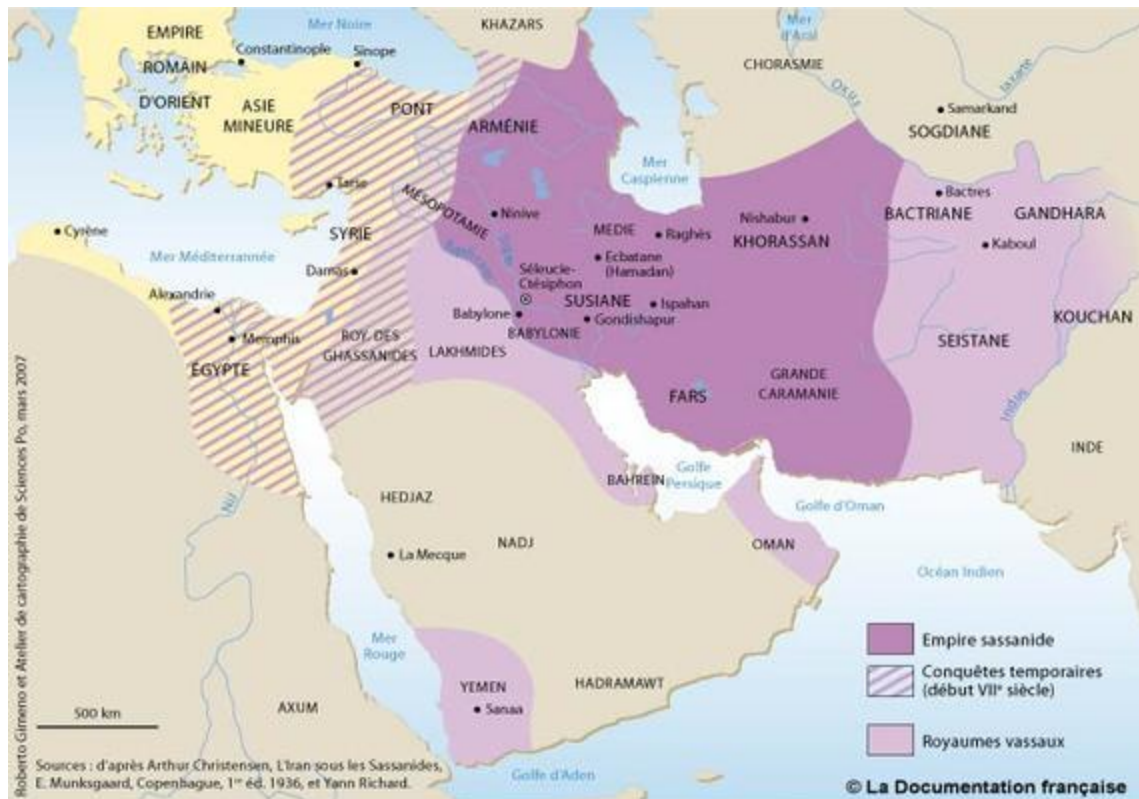 KHAZARS
EMPIRE
ROMAIN
D'ORIENT
Mer Noire
Constantinople
Sinope
ASIE
MINEURE
PONT
ARMÉNIE
Mer
d'Aral
CHORASMIE
OXUS
Iaxarte
Samarkand
SOGDIANE
Mer
Caspienne
Tarse
MÉSOPOTAMIE
Ninive
MEDIE
Raghès
Nishabur
KHORASSAN
Bactres
BACTRIANE
GANDHARA
Kaboul
Cyrène
SYRIE
Mer Méditerrannée
Damas
Ecbatane
(Hamadan)
Séleucie-
Ctésiphon
SUSIANE
Ispahan
Gondishapur
Babylone
BABYLONIE
KOUCHAN
SEISTANE
Alexandrie
Memphis
ÉGYPTE
ROY. DES
GHASSANIDES
LAKHMIDES
FARS
GRANDE
CARAMANIE
Indus
INDE
Nil
HEDJAZ
BAHREIN
Golfe
Persique
Golfe d'Oman
NADJ
OMAN
La Mecque
Océan Indien
Mer
Rouge
YEMEN
Sanaa
HADRAMAWT
AXUM
Golfe d'Aden
500 km
Empire sassanide
Conquêtes temporaires
(début VIIe siècle)
Royaumes vassaux
Sources : d'après Arthur Christensen, L'Iran sous les Sassanides,
E. Munksgaard, Copenhague, 1re éd. 1936, et Yann Richard.
© La Documentation française
Roberto Gimeno et Atelier de cartographie de Sciences Po, mars 2007